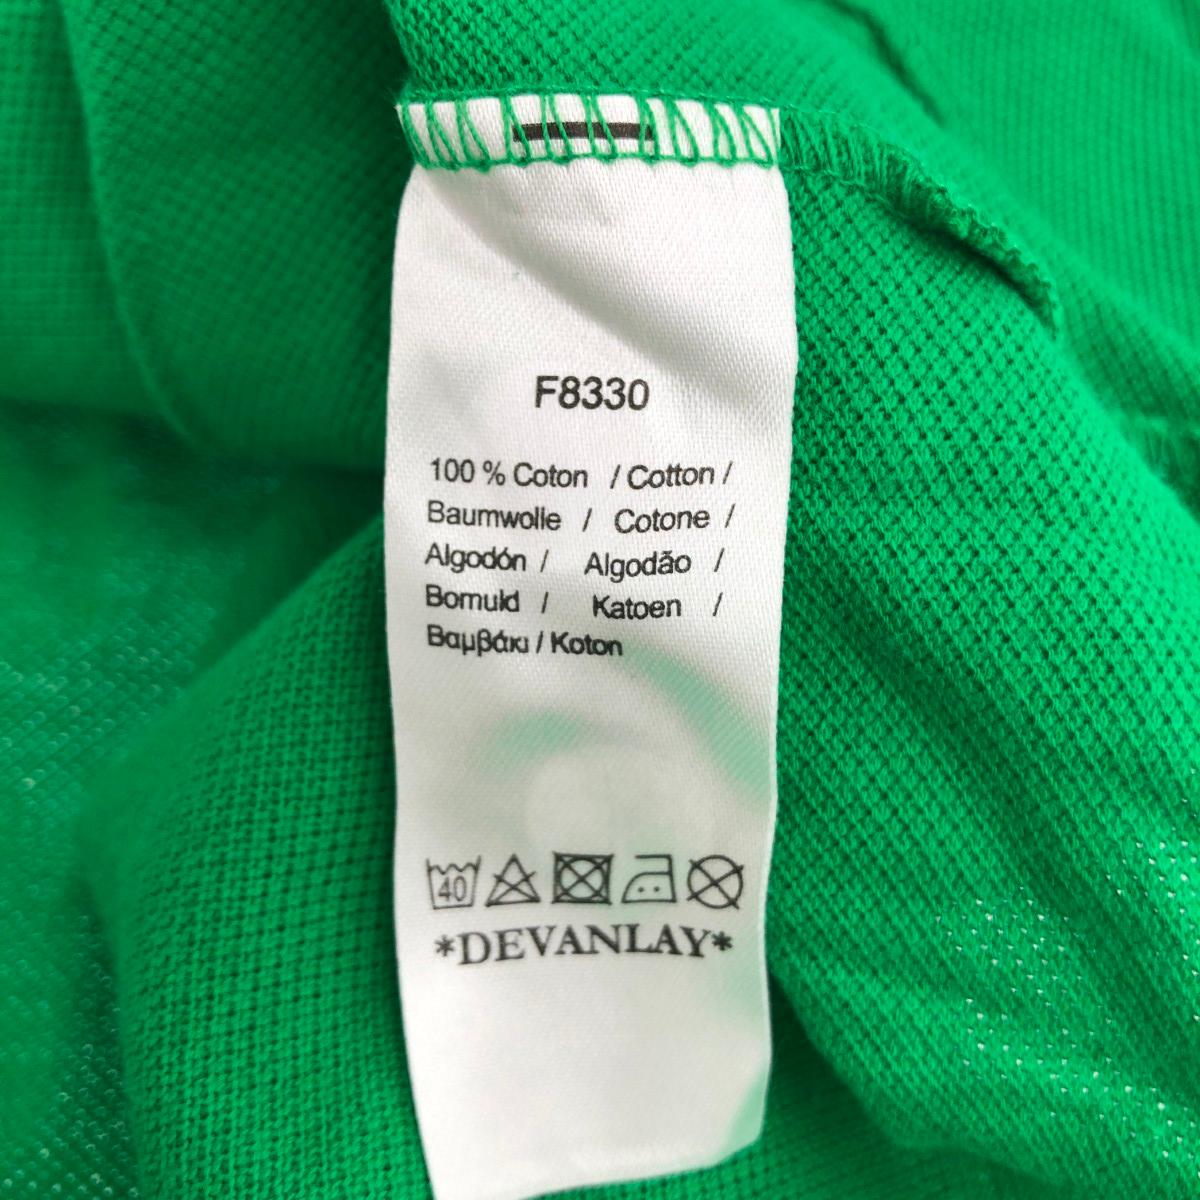 F8330
100 % Coton / Cotton /
Baumwolle / Cotone /
Algodón / Algodão /
Bomuld / Katoen /
Βαμβάκι / Koton
40
*DEVANLAY*